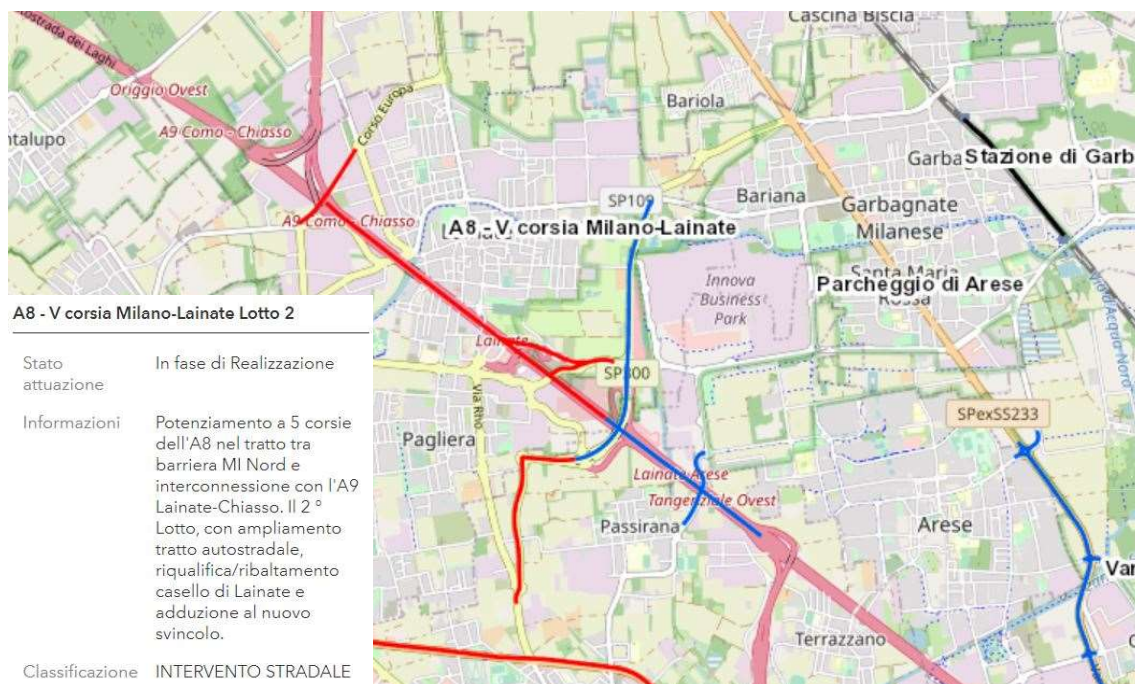 Cascina Biscia
ostrada dei Laghi
Origgio Ovest
Corso Europa
Bariola
ntalupo
A9 Como - Chiasso
Garba
Stazione di Garb
SP109
Bariana
Garbagnate
Milanese
A9 Como - Chiasso
A8 - V corsia Milano-Lainate
Santa Maria
Rossa
Parcheggio di Arese
Innova
Business
Park
A8 - V corsia Milano-Lainate Lotto 2
Stato
attuazione
In fase di Realizzazione
Informazioni
Potenziamento a 5 corsie
dell'A8 nel tratto tra
barriera MI Nord e
interconnessione con l'A9
Lainate-Chiasso. Il 2 °
Lotto, con ampliamento
tratto autostradale,
riqualifica/ribaltamento
casello di Lainate e
adduzione al nuovo
svincolo.
Classificazione
INTERVENTO STRADALE
Lainate
SP300
Via Rho
SPexSS233
Pagliera
Lainate Arese
Tangenziale Ovest
Passirana
Arese
Var
Terrazzano